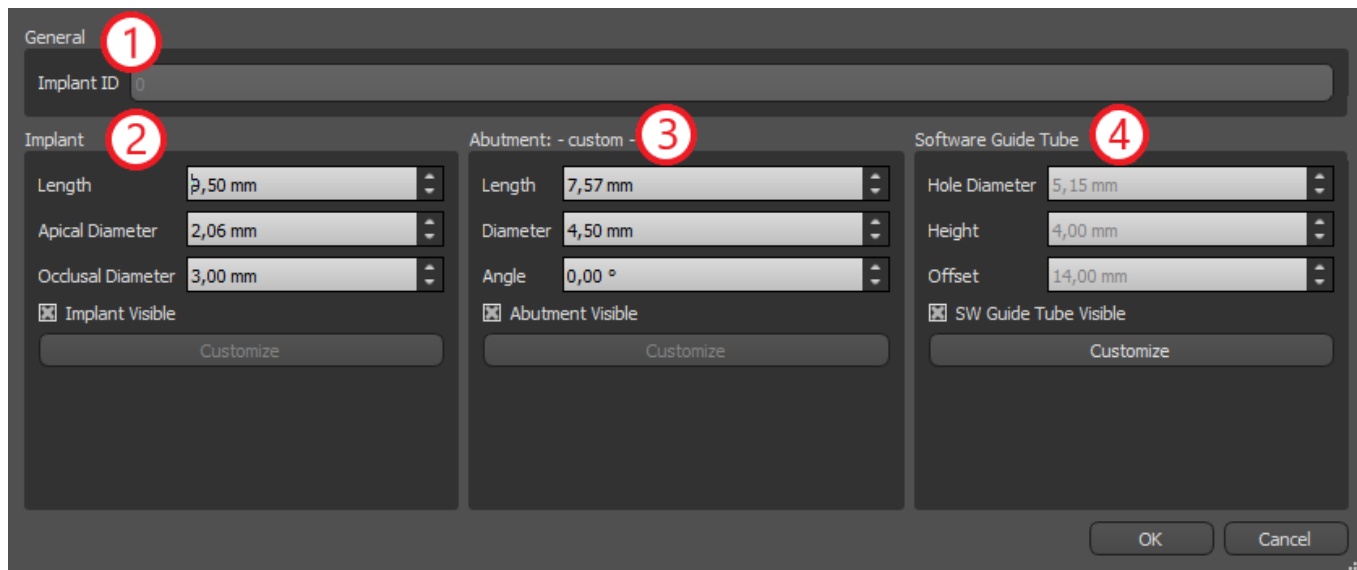 General
1
Implant ID 0
Implant 2 Abutment: - custom - 3 Software Guide Tube 4
Length 9,50 mm Length 7,57 mm Hole Diameter 5,15 mm
Apical Diameter 2,06 mm Diameter 4,50 mm Height 4,00 mm
Occlusal Diameter 3,00 mm Angle 0,00 ° Offset 14,00 mm
Implant Visible Abutment Visible SW Guide Tube Visible
Customize Customize Customize
OK Cancel